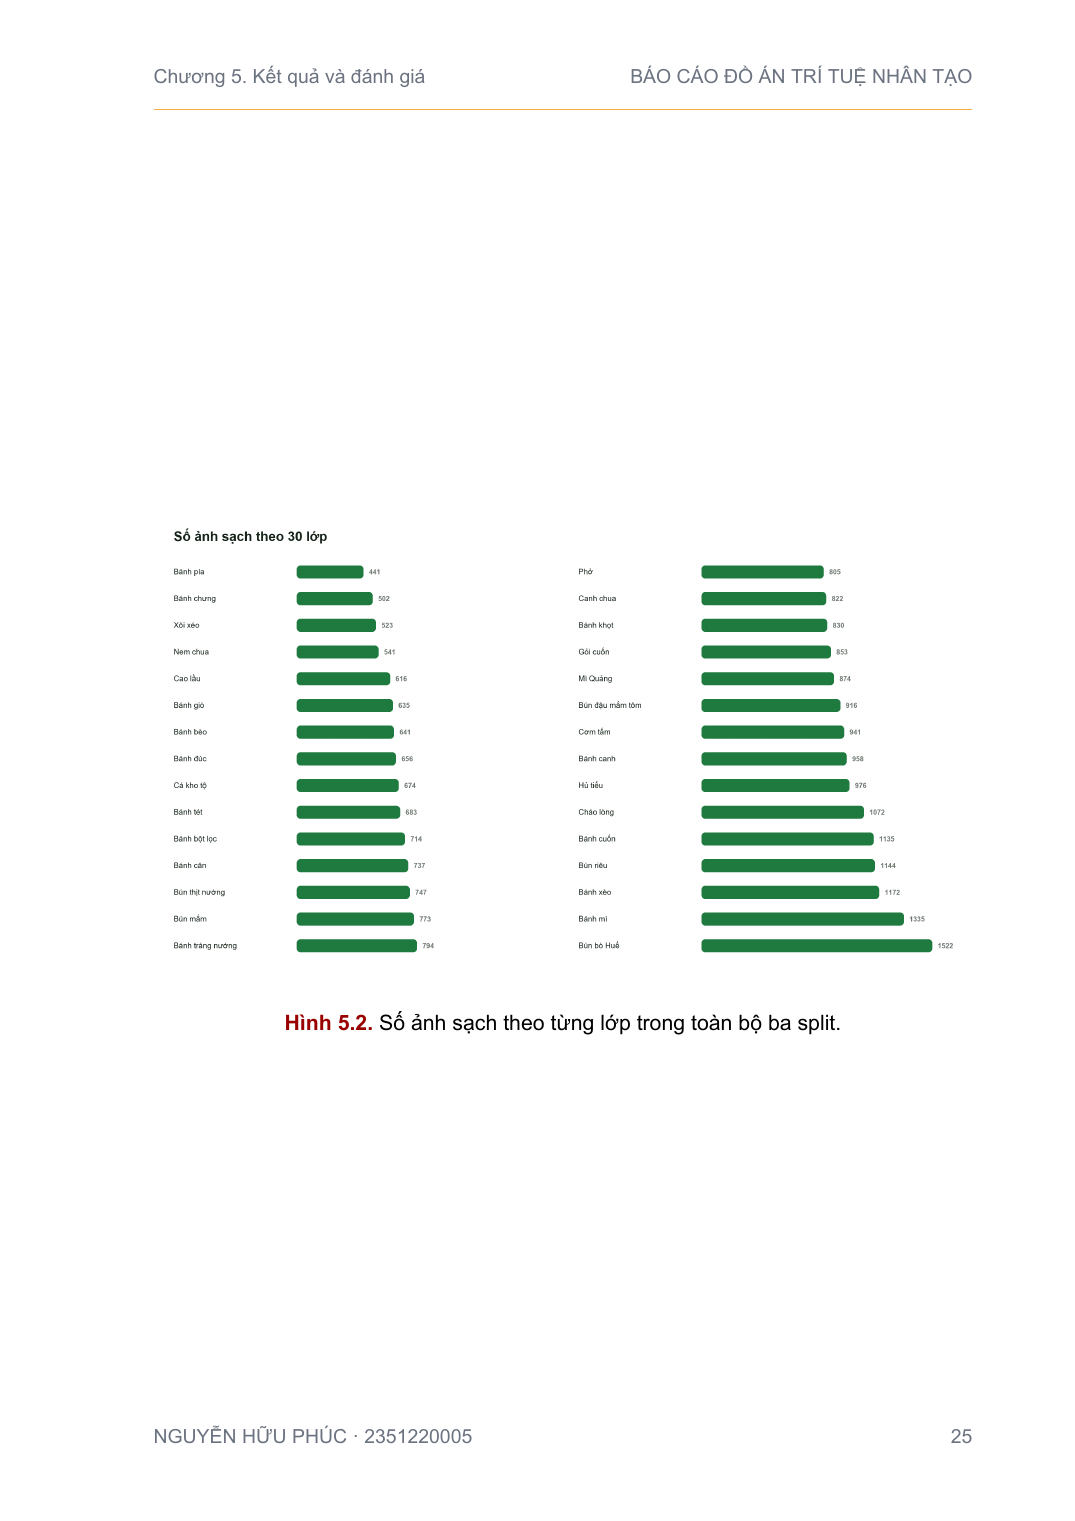 Chương 5. Kết quả và đánh giá
BÁO CÁO ĐỒ ÁN TRÍ TUỆ NHÂN TẠO
Số ảnh sạch theo 30 lớp
Bánh pía 441
Bánh chưng 502
Xôi xéo 523
Nem chua 541
Cao lầu 616
Bánh giò 635
Bánh bèo 641
Bánh đúc 656
Cá kho tộ 674
Bánh tét 683
Bánh bột lọc 714
Bánh căn 737
Bún thịt nướng 747
Bún mắm 773
Bánh tráng nướng 794
Phở 805
Canh chua 822
Bánh khọt 830
Gỏi cuốn 853
Mì Quảng 874
Bún đậu mắm tôm 916
Cơm tấm 941
Bánh canh 958
Hủ tiếu 976
Cháo lòng 1072
Bánh cuốn 1135
Bún riêu 1144
Bánh xèo 1172
Bánh mì 1335
Bún bò Huế 1522
Hình 5.2. Số ảnh sạch theo từng lớp trong toàn bộ ba split.
NGUYỄN HỮU PHÚC · 2351220005
25